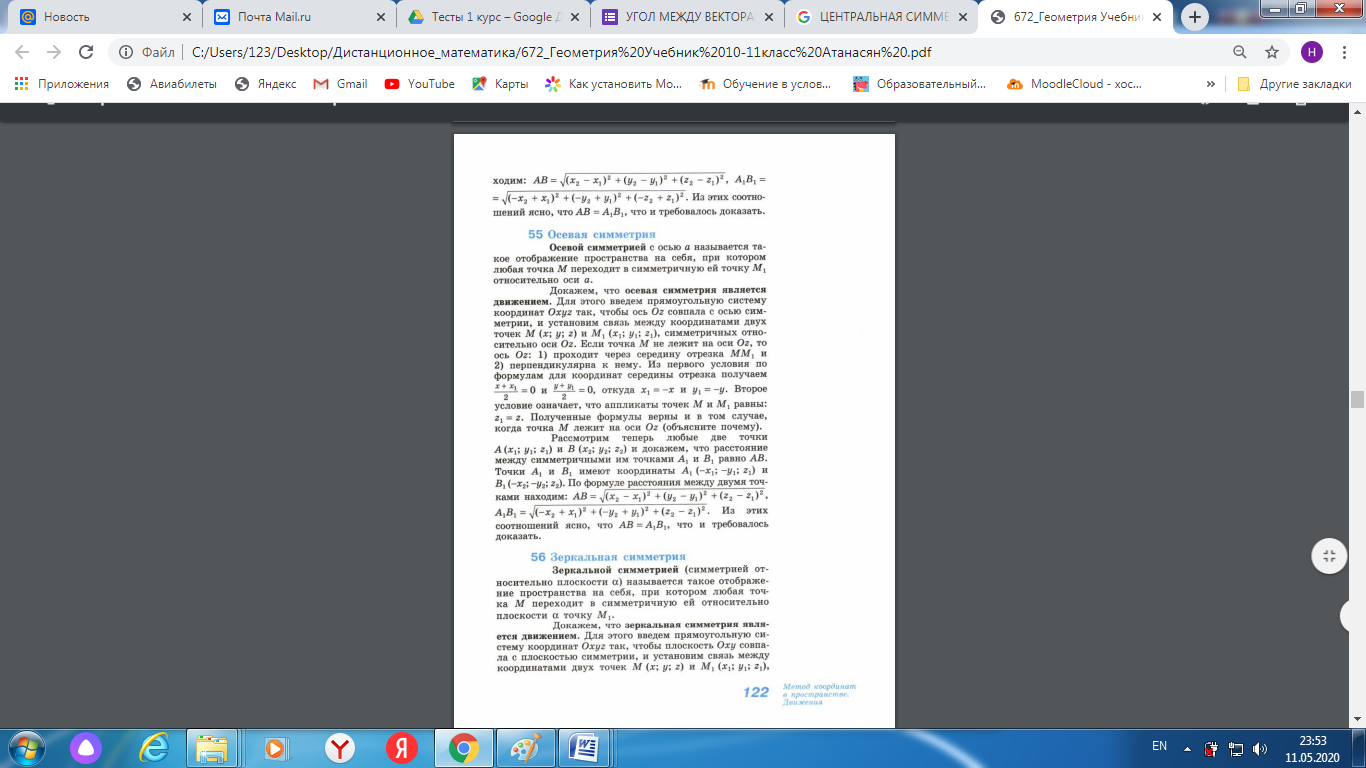 Новость
Почта Mail.ru
Тесты 1 курс – Google Д
УГОЛ МЕЖДУ ВЕКТОРА
ЦЕНТРАЛЬНАЯ СИММЕ
672_Геометрия Учебни
Файл
C:/Users/123/Desktop/Дистанционное_математика/672_Геометрия%20Учебник%2010-11класс%20Атанасян%20.pdf
Н
Приложения
Авиабилеты
Яндекс
Gmail
YouTube
Карты
Как установить Mo...
Обучение в услов...
Образовательный...
MoodleCloud - хос...
»
Другие закладки
ходим: AB = √((x₂ − x₁)² + (y₂ − y₁)² + (z₂ − z₁)²), A₁B₁ =
= √((−x₂ + x₁)² + (−y₂ + y₁)² + (−z₂ + z₁)²). Из этих соотно-
шений ясно, что AB = A₁B₁, что и требовалось доказать.
55 Осевая симметрия
Осевой симметрией с осью a называется та-
кое отображение пространства на себя, при котором
любая точка M переходит в симметричную ей точку M₁
относительно оси a.
Докажем, что осевая симметрия является
движением. Для этого введем прямоугольную систему
координат Oxyz так, чтобы ось Oz совпала с осью сим-
метрии, и установим связь между координатами двух
точек M (x; y; z) и M₁ (x₁; y₁; z₁), симметричных отно-
сительно оси Oz. Если точка M не лежит на оси Oz, то
ось Oz: 1) проходит через середину отрезка MM₁ и
2) перпендикулярна к нему. Из первого условия по
формулам для координат середины отрезка получаем
(x + x₁)/2 = 0 и (y + y₁)/2 = 0, откуда x₁ = −x и y₁ = −y. Второе
условие означает, что аппликаты точек M и M₁ равны:
z₁ = z. Полученные формулы верны и в том случае,
когда точка M лежит на оси Oz (объясните почему).
Рассмотрим теперь любые две точки
A (x₁; y₁; z₁) и B (x₂; y₂; z₂) и докажем, что расстояние
между симметричными им точками A₁ и B₁ равно AB.
Точки A₁ и B₁ имеют координаты A₁ (−x₁; −y₁; z₁) и
B₁ (−x₂; −y₂; z₂). По формуле расстояния между двумя точ-
ками находим: AB = √((x₂ − x₁)² + (y₂ − y₁)² + (z₂ − z₁)²),
A₁B₁ = √((−x₂ + x₁)² + (−y₂ + y₁)² + (z₂ − z₁)²). Из этих
соотношений ясно, что AB = A₁B₁, что и требовалось
доказать.
56 Зеркальная симметрия
Зеркальной симметрией (симметрией от-
носительно плоскости α) называется такое отображе-
ние пространства на себя, при котором любая точ-
ка M переходит в симметричную ей относительно
плоскости α точку M₁.
Докажем, что зеркальная симметрия явля-
ется движением. Для этого введем прямоугольную си-
стему координат Oxyz так, чтобы плоскость Oxy совпа-
ла с плоскостью симметрии, и установим связь между
координатами двух точек M (x; y; z) и M₁ (x₁; y₁; z₁),
122
Метод координат
в пространстве.
Движения
EN
23:53
11.05.2020